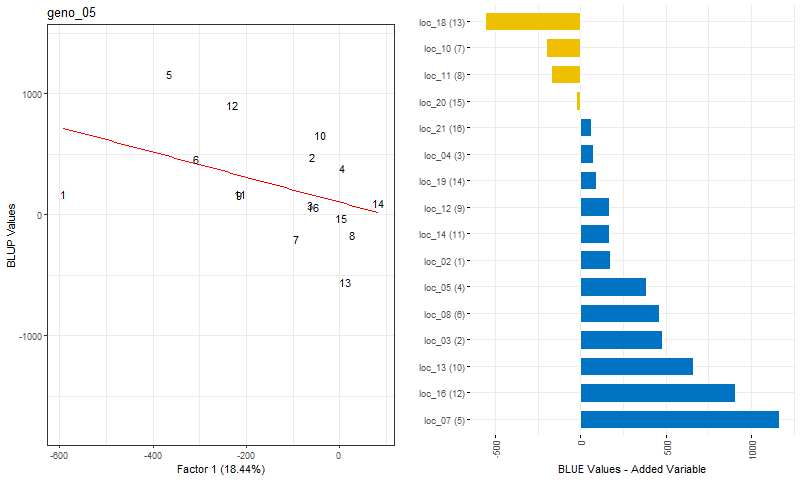 geno_05
BLUP Values
1000
0
-1000
5
12
10
2
6
4
1
9
11
3
16
14
15
7
8
13
-600
-400
-200
0
Factor 1 (18.44%)
loc_18 (13)
loc_10 (7)
loc_11 (8)
loc_20 (15)
loc_21 (16)
loc_04 (3)
loc_19 (14)
loc_12 (9)
loc_14 (11)
loc_02 (1)
loc_05 (4)
loc_08 (6)
loc_03 (2)
loc_13 (10)
loc_16 (12)
loc_07 (5)
-500
0
500
1000
BLUE Values - Added Variable